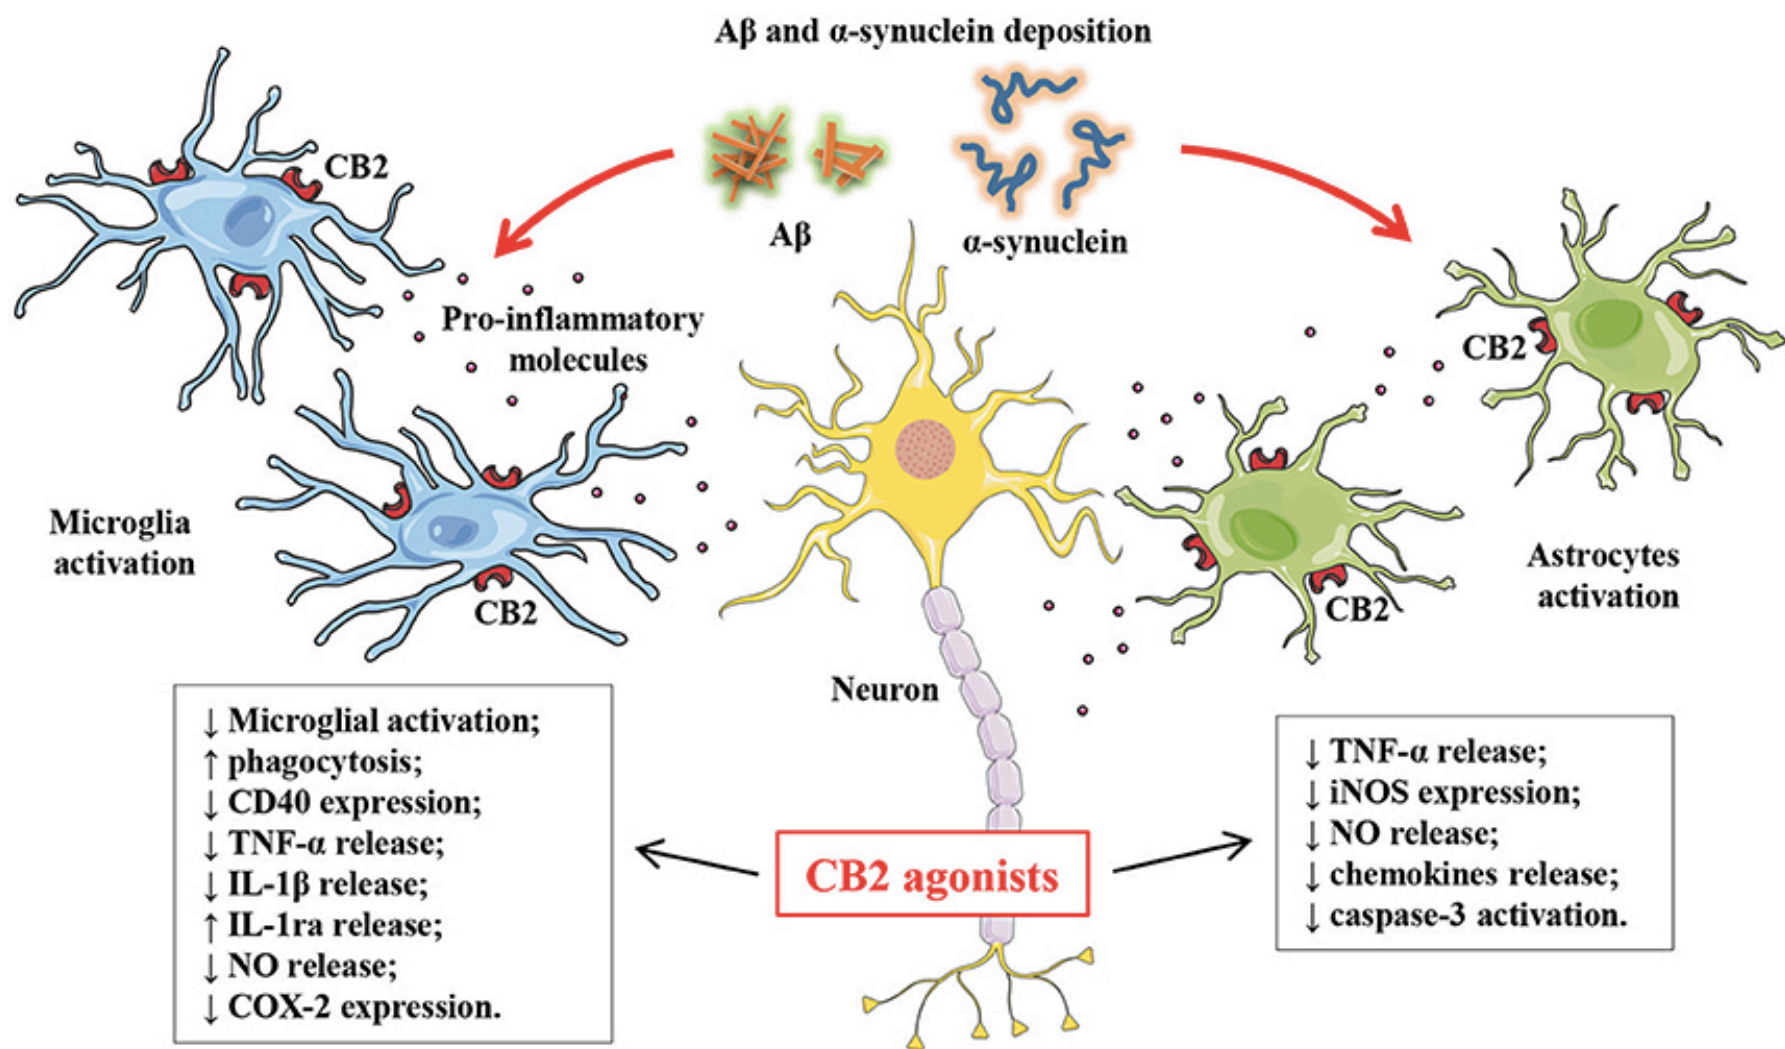 Aβ and α-synuclein deposition
CB2
Aβ
α-synuclein
Pro-inflammatory
molecules
CB2
Microglia
activation
CB2
Astrocytes
activation
CB2
Neuron
↓ Microglial activation;
↑ phagocytosis;
↓ CD40 expression;
↓ TNF-α release;
↓ IL-1β release;
↑ IL-1ra release;
↓ NO release;
↓ COX-2 expression.
CB2 agonists
↓ TNF-α release;
↓ iNOS expression;
↓ NO release;
↓ chemokines release;
↓ caspase-3 activation.